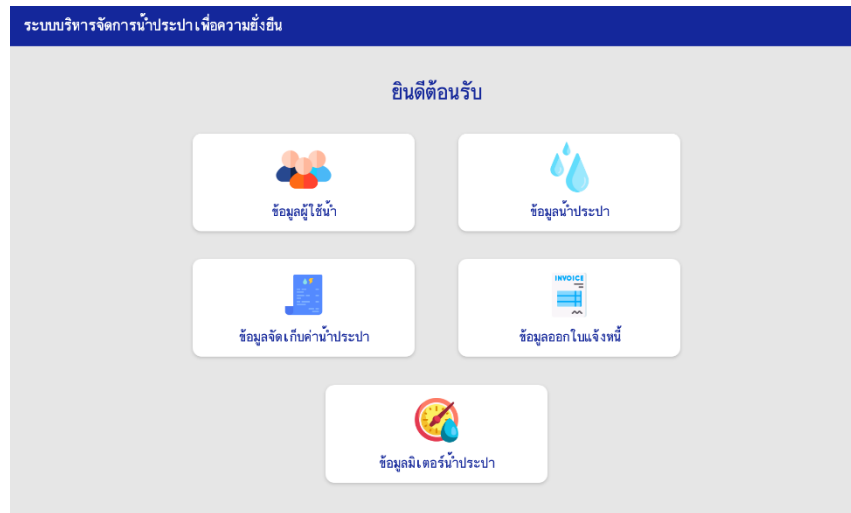 ระบบบริหารจัดการน้ำประปาเพื่อความยั่งยืน
ยินดีต้อนรับ
ข้อมูลผู้ใช้น้ำ
ข้อมูลน้ำประปา
INVOICE
ข้อมูลจัดเก็บค่าน้ำประปา
ข้อมูลออกใบแจ้งหนี้
ข้อมูลมิเตอร์น้ำประปา